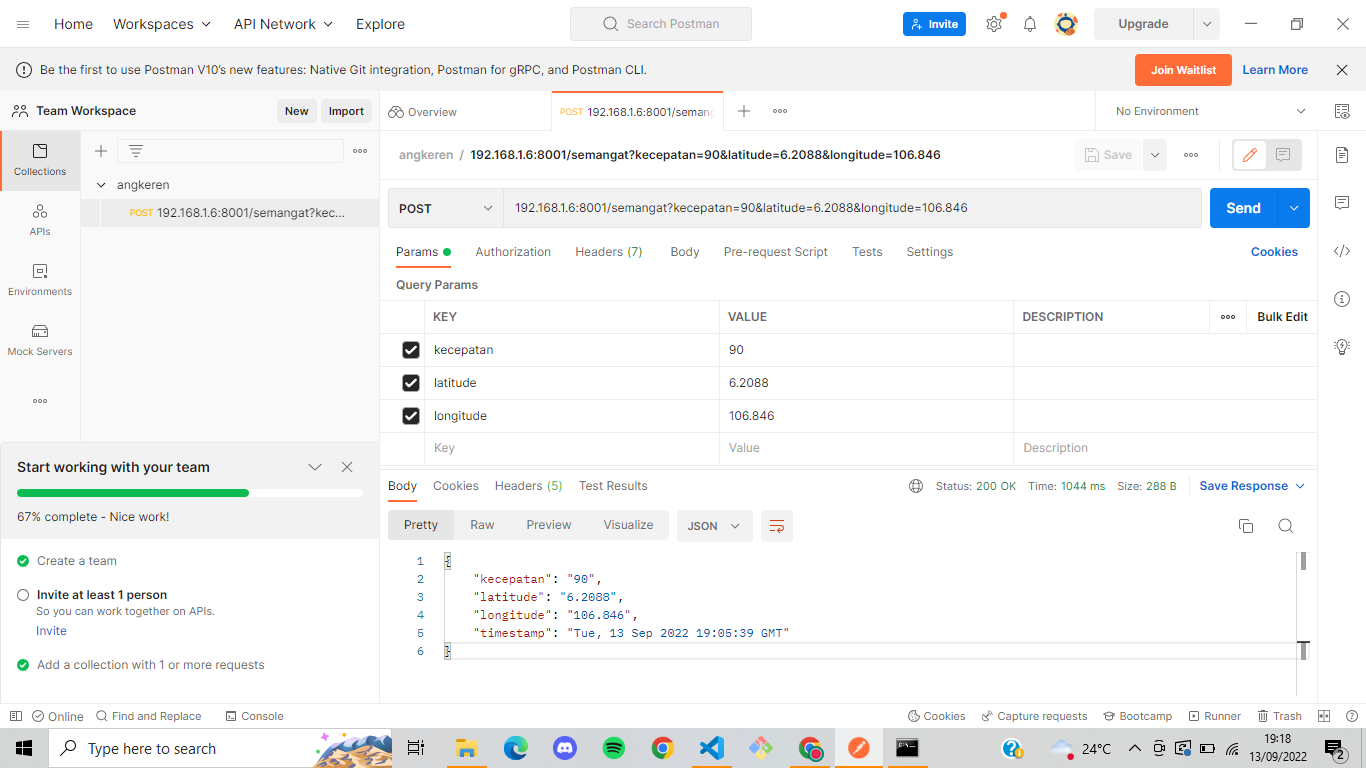 Home Workspaces API Network Explore Search Postman Invite Upgrade
Be the first to use Postman V10's new features: Native Git integration, Postman for gRPC, and Postman CLI. Join Waitlist Learn More
Team Workspace New Import
Overview POST 192.168.1.6:8001/semang No Environment
Collections
APIs
Environments
Mock Servers
angkeren
POST 192.168.1.6:8001/semangat?kec...
angkeren / 192.168.1.6:8001/semangat?kecepatan=90&latitude=6.2088&longitude=106.846 Save
POST 192.168.1.6:8001/semangat?kecepatan=90&latitude=6.2088&longitude=106.846 Send
Params Authorization Headers (7) Body Pre-request Script Tests Settings Cookies
Query Params
KEY VALUE DESCRIPTION Bulk Edit
kecepatan 90
latitude 6.2088
longitude 106.846
Key Value Description
Start working with your team
67% complete - Nice work!
Create a team
Invite at least 1 person
So you can work together on APIs.
Invite
Add a collection with 1 or more requests
Body Cookies Headers (5) Test Results Status: 200 OK Time: 1044 ms Size: 288 B Save Response
Pretty Raw Preview Visualize JSON
1 {
2 "kecepatan": "90",
3 "latitude": "6.2088",
4 "longitude": "106.846",
5 "timestamp": "Tue, 13 Sep 2022 19:05:39 GMT"
6 }
Online Find and Replace Console Cookies Capture requests Bootcamp Runner Trash
Type here to search 24°C 19:18
13/09/2022 2